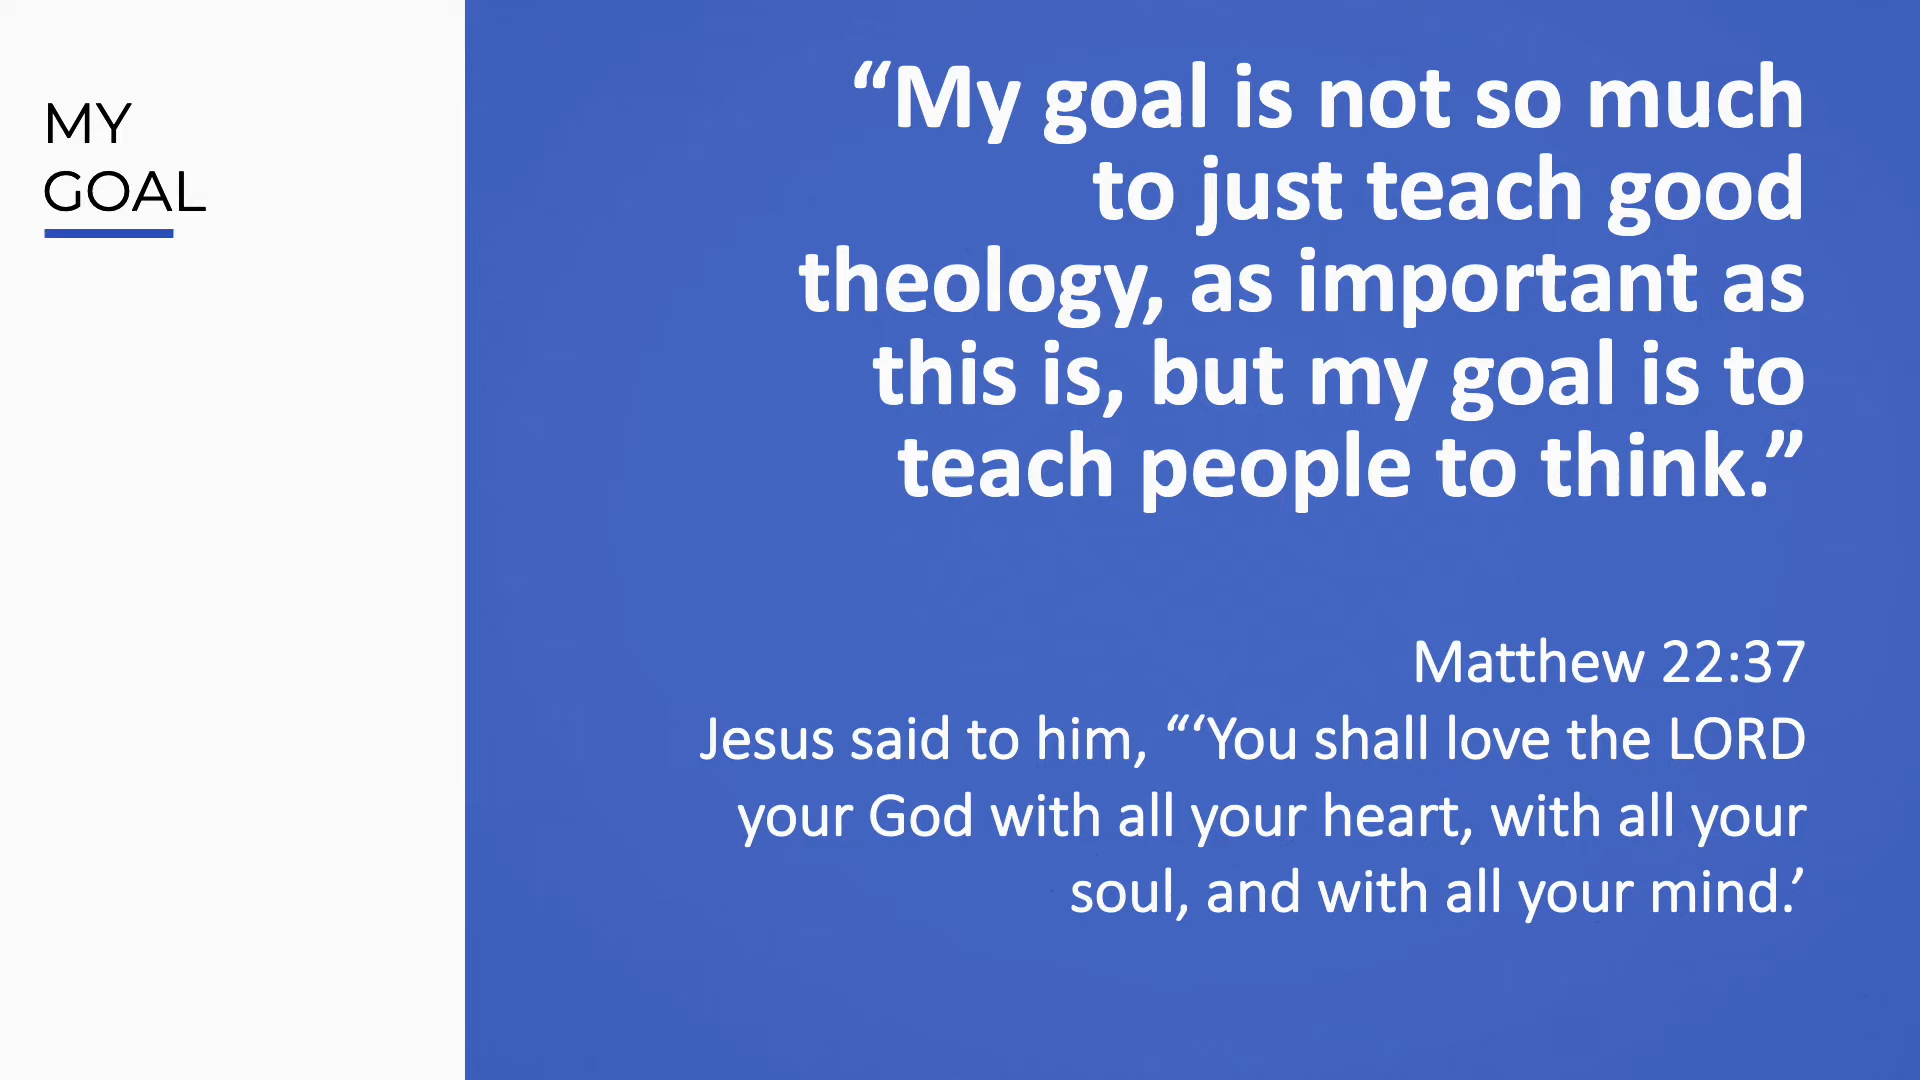 MY
GOAL
“My goal is not so much
to just teach good
theology, as important as
this is, but my goal is to
teach people to think.”
Matthew 22:37
Jesus said to him, “‘You shall love the LORD
your God with all your heart, with all your
soul, and with all your mind.’